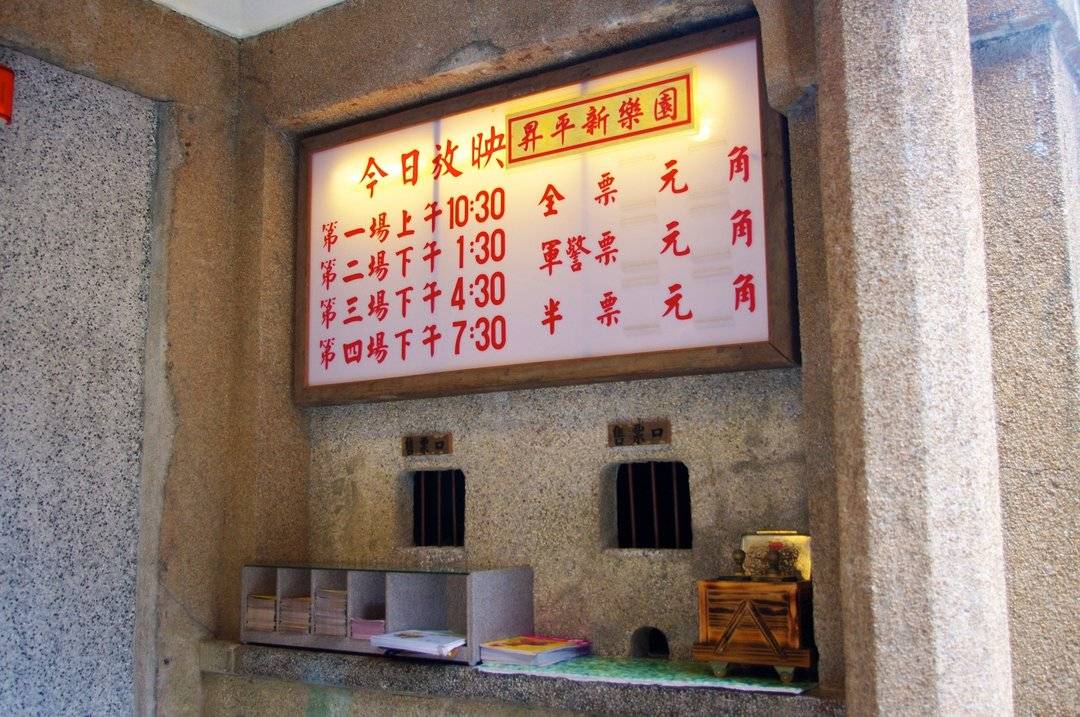 今日放映 昇平新樂園
第一場上午10:30 全票 元 角
第二場下午1:30 軍警票 元 角
第三場下午4:30 半票 元 角
第四場下午7:30
售票口 售票口